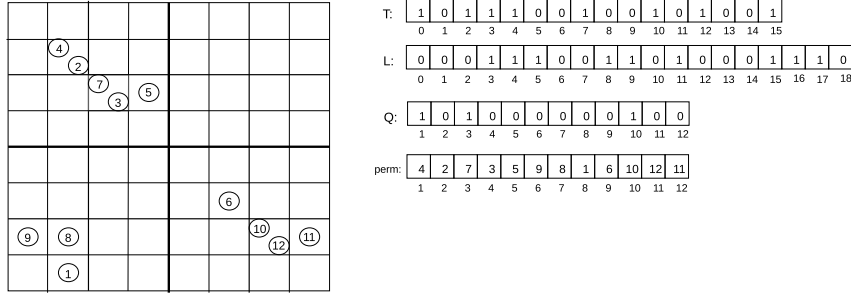 4
2
7
5
3
6
10
9 8 11
12
1
T: 1 0 1 1 1 0 0 1 0 0 1 0 1 0 0 1
0 1 2 3 4 5 6 7 8 9 10 11 12 13 14 15
L: 0 0 0 1 1 1 0 0 1 1 0 1 0 0 0 1 1 1 0
0 1 2 3 4 5 6 7 8 9 10 11 12 13 14 15 16 17 18
Q: 1 0 1 0 0 0 0 0 0 1 0 0
1 2 3 4 5 6 7 8 9 10 11 12
perm: 4 2 7 3 5 9 8 1 6 10 12 11
1 2 3 4 5 6 7 8 9 10 11 12